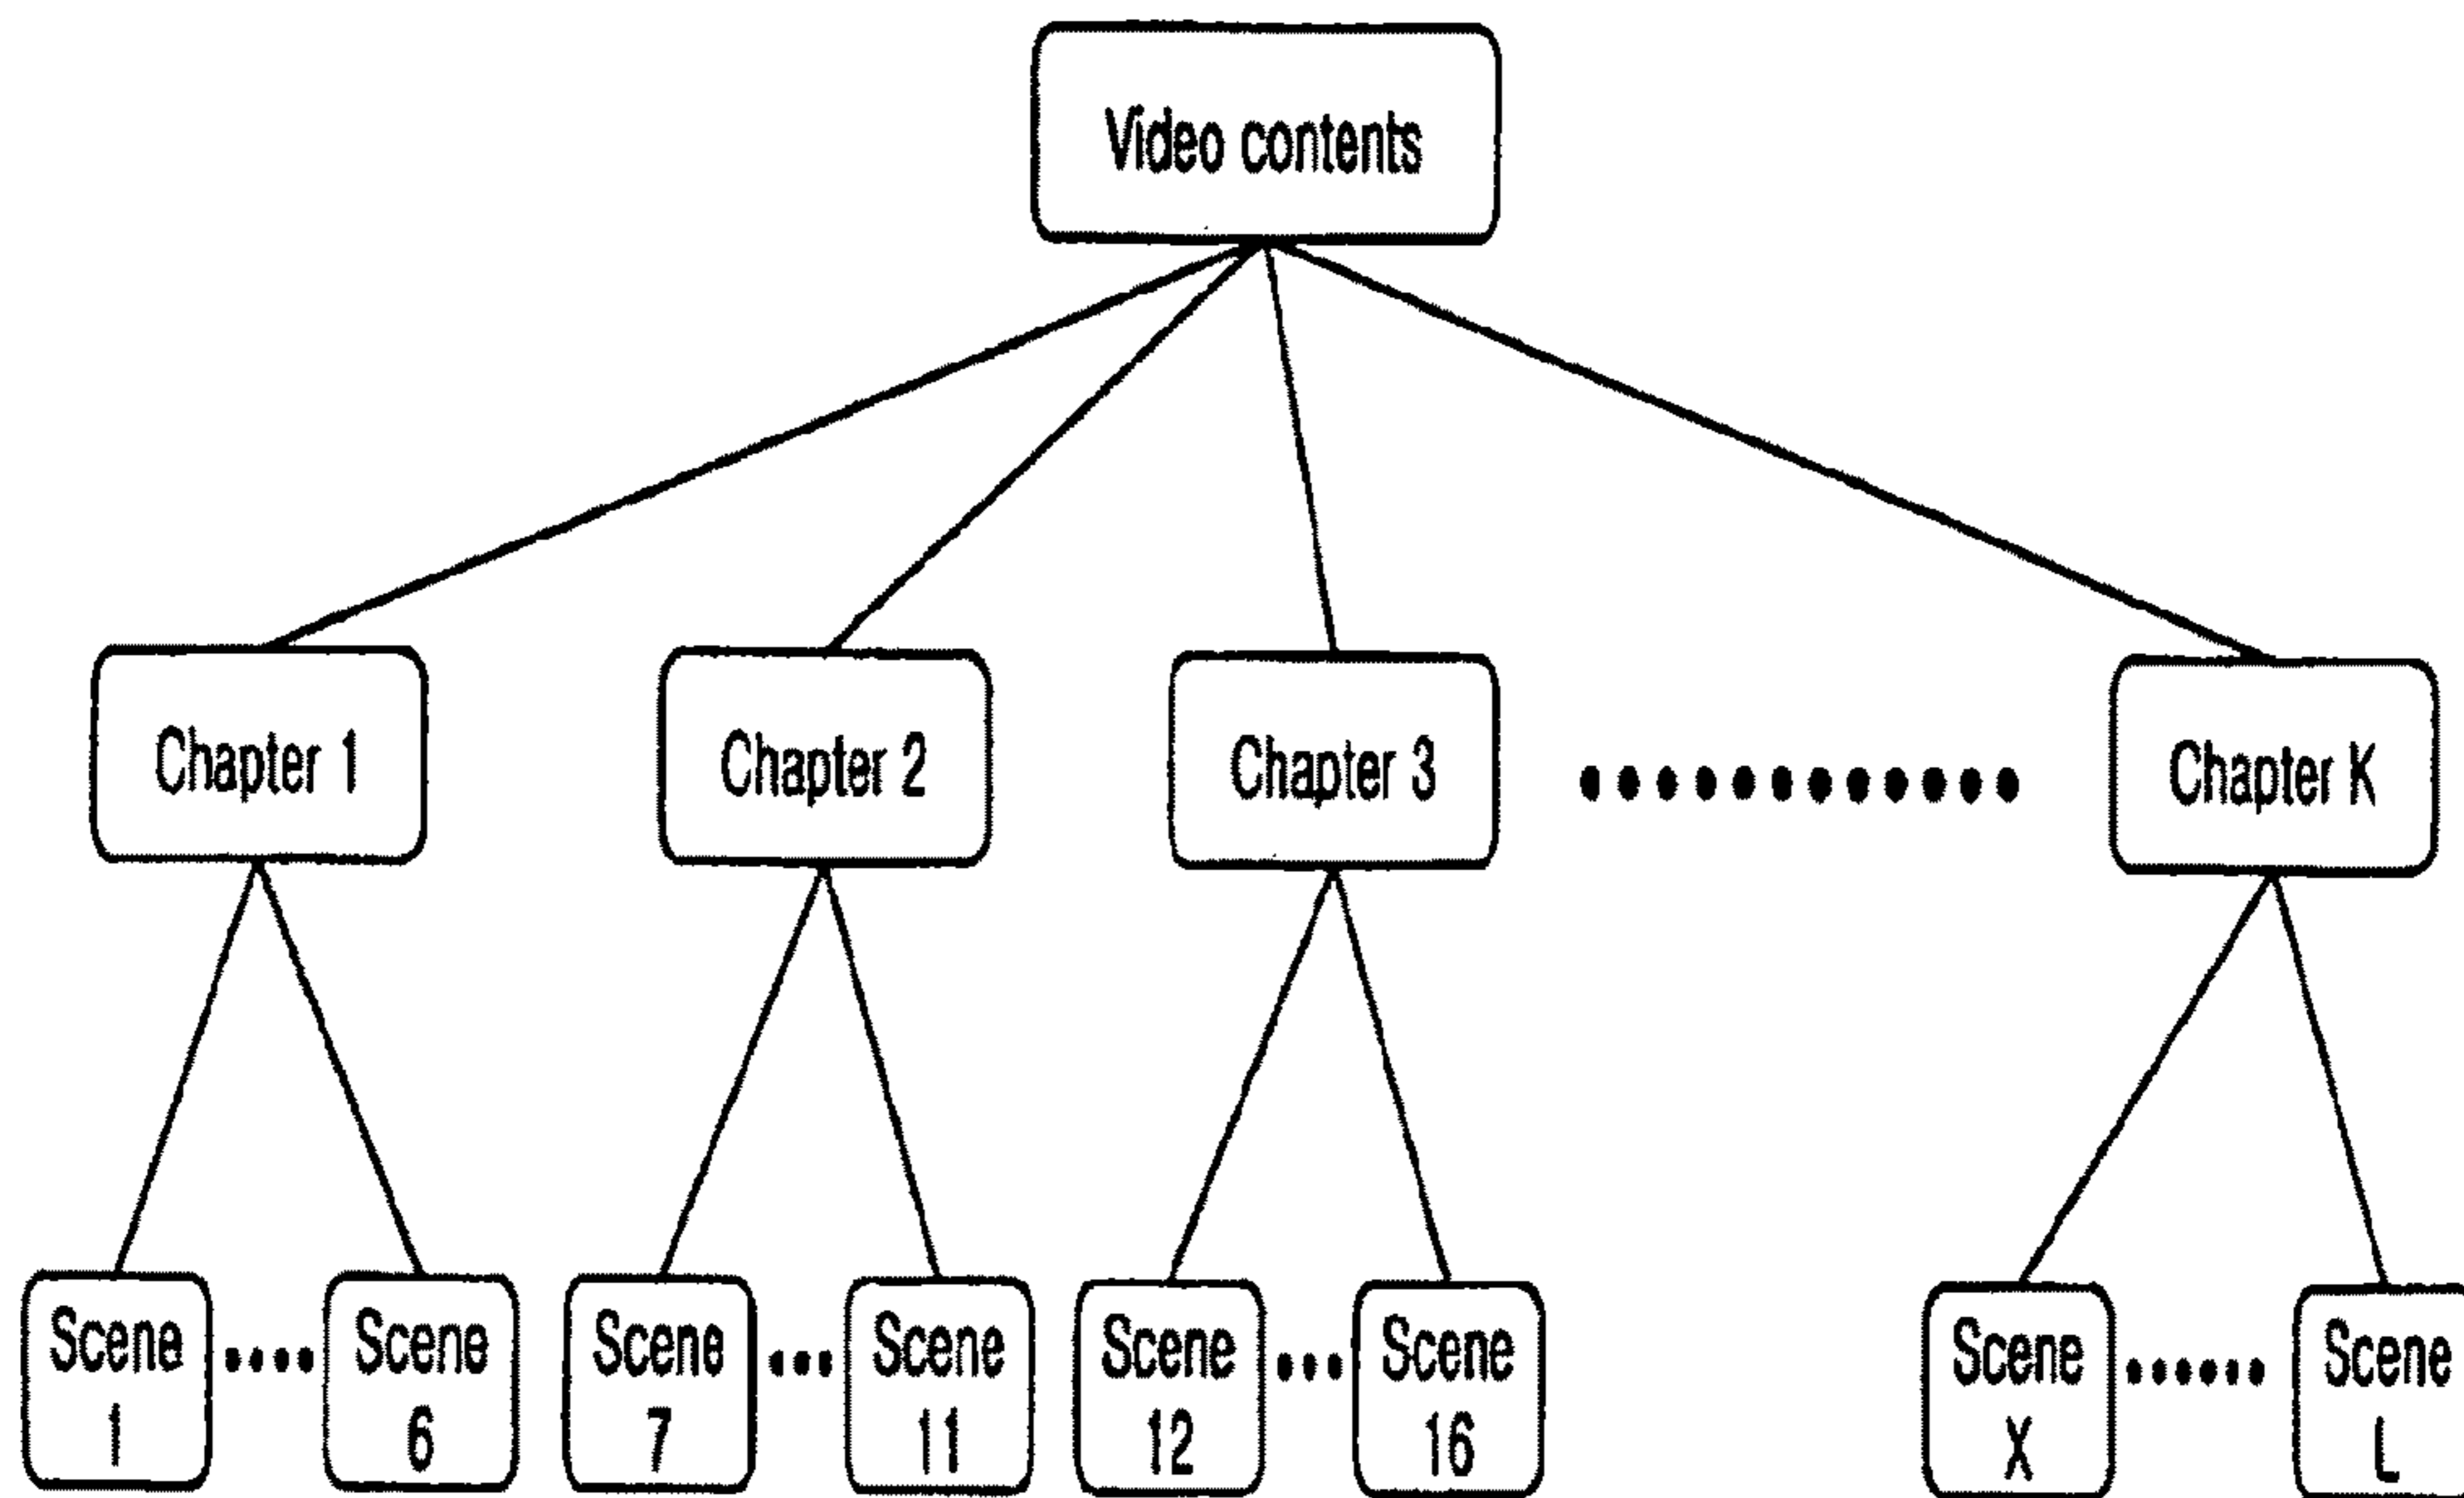 Video contents
Chapter 1
Chapter 2
Chapter 3
Chapter K
Scene
1
Scene
6
Scene
7
Scene
11
Scene
12
Scene
16
Scene
X
Scene
L